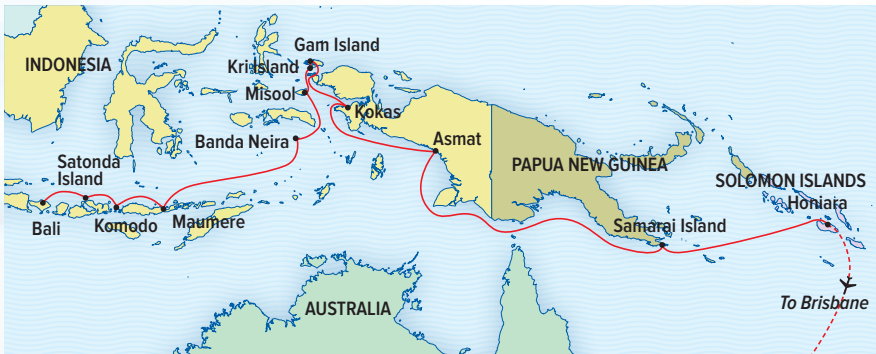 Gam Island
INDONESIA
Kri Island
Misool
Kokas
Banda Neira
Asmat
Satonda
Island
PAPUA NEW GUINEA
SOLOMON ISLANDS
Honiara
Bali
Komodo
Maumere
Samarai Island
AUSTRALIA
To Brisbane